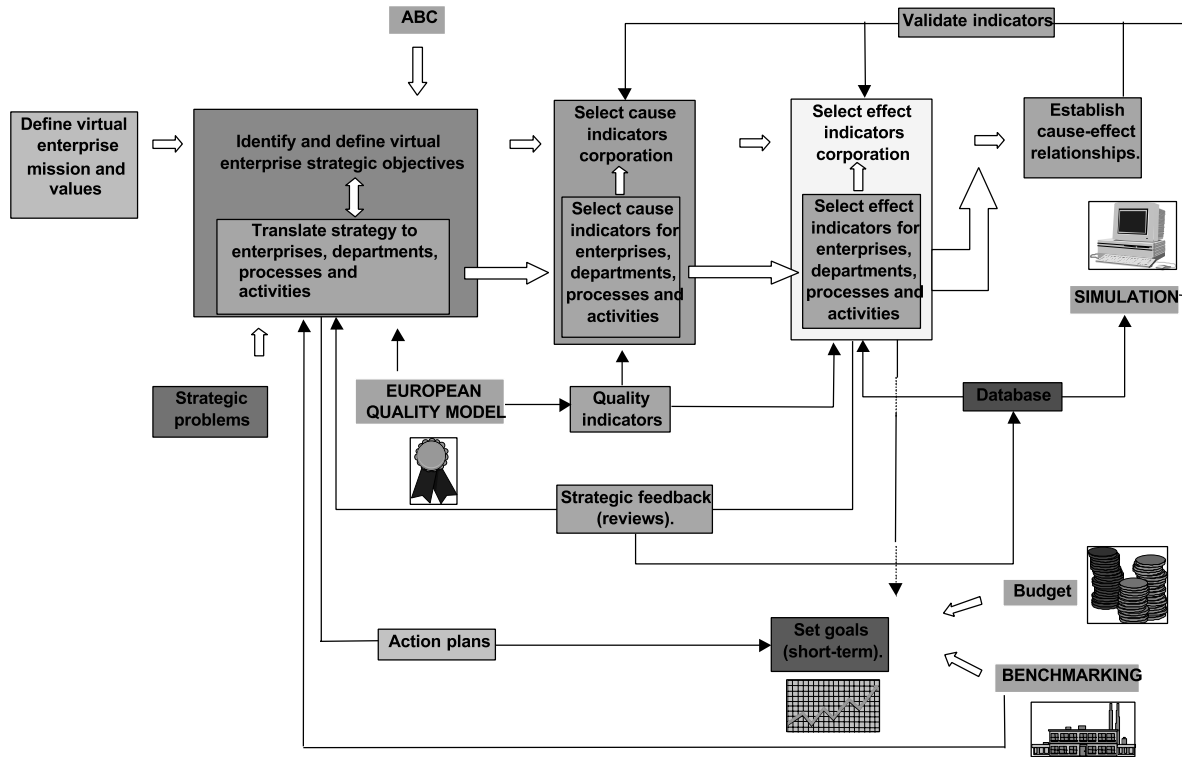 ABC
Validate indicators
Define virtual
enterprise
mission and
values
Identify and define virtual
enterprise strategic objectives
Translate strategy to
enterprises, departments,
processes and
activities
Select cause
indicators
corporation
Select cause
indicators for
enterprises,
departments,
processes and
activities
Select effect
indicators
corporation
Select effect
indicators for
enterprises,
departments,
processes and
activities
Establish
cause-effect
relationships.
SIMULATION
Strategic
problems
EUROPEAN
QUALITY MODEL
Quality
indicators
Database
Strategic feedback
(reviews).
Budget
Action plans
Set goals
(short-term).
BENCHMARKING